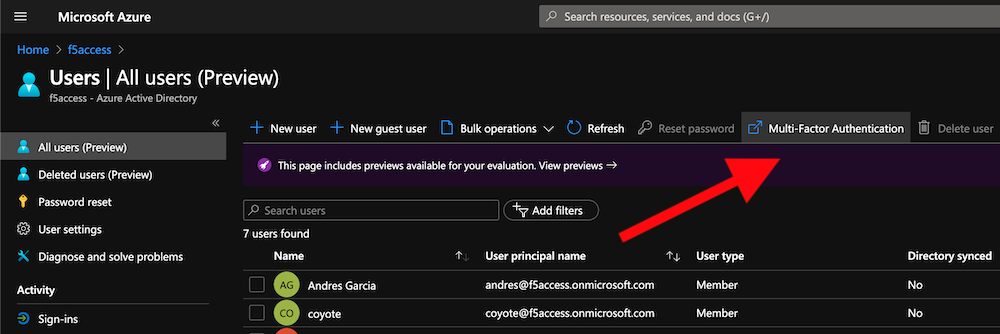 Microsoft Azure
Search resources, services, and docs (G+/)
Home > f5access >
Users | All users (Preview)
f5access - Azure Active Directory
«
New user
New guest user
Bulk operations
Refresh
Reset password
Multi-Factor Authentication
Delete user
All users (Preview)
Deleted users (Preview)
Password reset
User settings
Diagnose and solve problems
Activity
Sign-ins
This page includes previews available for your evaluation. View previews →
Search users
Add filters
7 users found
Name User principal name User type Directory synced
AG Andres Garcia andres@f5access.onmicrosoft.com Member No
CO coyote coyote@f5access.onmicrosoft.com Member No